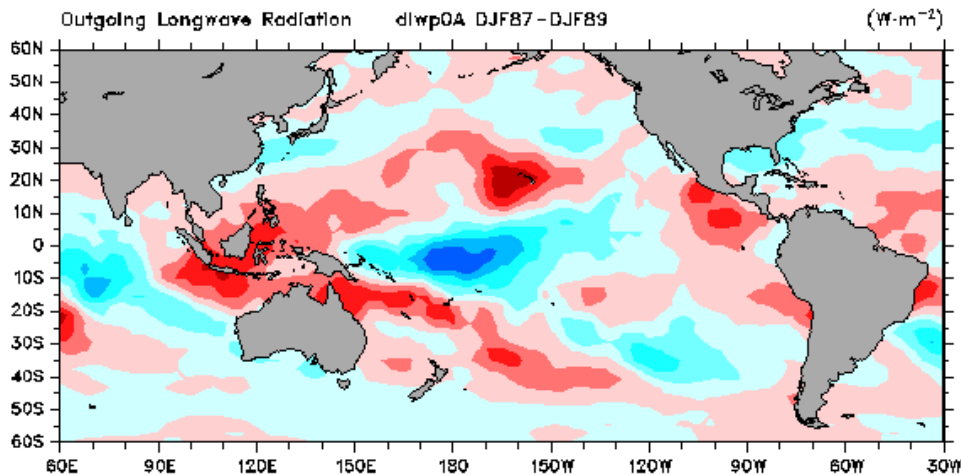 Outgoing Longwave Radiation dlwp0A DJF87-DJF89 (W·m⁻²)
60N
50N
40N
30N
20N
10N
0
10S
20S
30S
40S
50S
60S
60E 90E 120E 150E 180 150W 120W 90W 60W 30W